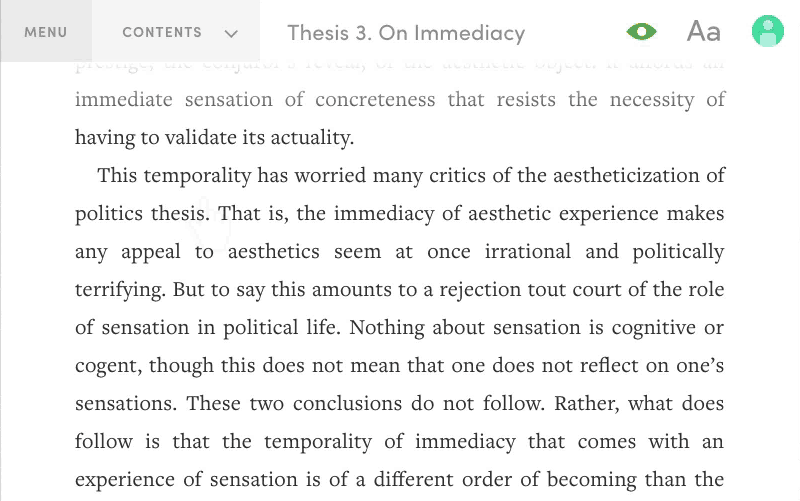 MENU
CONTENTS
Thesis 3. On Immediacy
Aa
immediate sensation of concreteness that resists the necessity of
having to validate its actuality.
This temporality has worried many critics of the aestheticization of
politics thesis. That is, the immediacy of aesthetic experience makes
any appeal to aesthetics seem at once irrational and politically
terrifying. But to say this amounts to a rejection tout court of the role
of sensation in political life. Nothing about sensation is cognitive or
cogent, though this does not mean that one does not reflect on one’s
sensations. These two conclusions do not follow. Rather, what does
follow is that the temporality of immediacy that comes with an
experience of sensation is of a different order of becoming than the